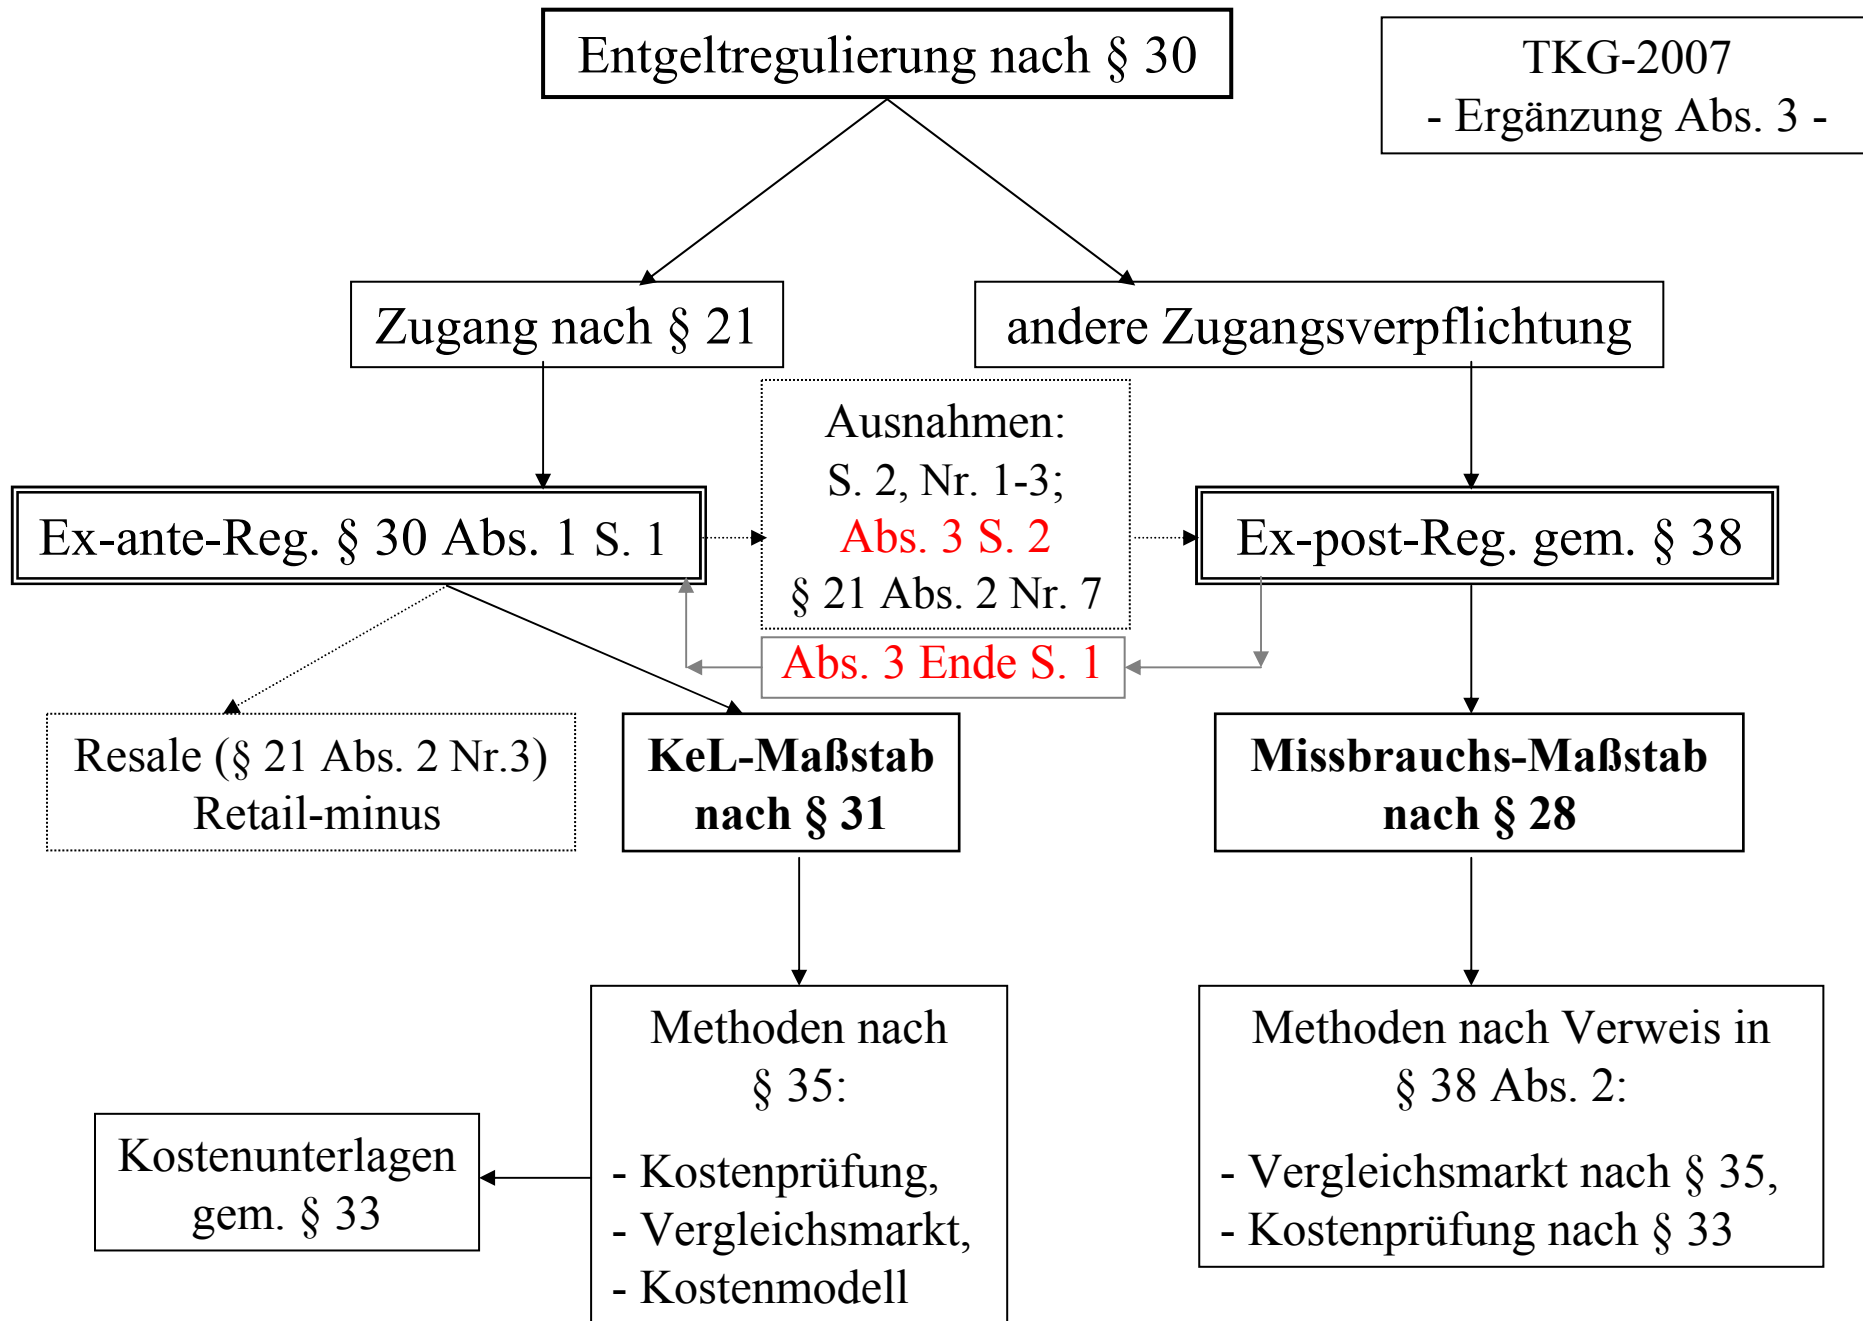 Entgeltregulierung nach § 30
TKG-2007
- Ergänzung Abs. 3 -
Zugang nach § 21
andere Zugangsverpflichtung
Ausnahmen:
S. 2, Nr. 1-3;
Abs. 3 S. 2
§ 21 Abs. 2 Nr. 7
Ex-ante-Reg. § 30 Abs. 1 S. 1
Ex-post-Reg. gem. § 38
Abs. 3 Ende S. 1
Resale (§ 21 Abs. 2 Nr.3)
Retail-minus
KeL-Maßstab
nach § 31
Missbrauchs-Maßstab
nach § 28
Methoden nach
§ 35:
- Kostenprüfung,
- Vergleichsmarkt,
- Kostenmodell
Kostenunterlagen
gem. § 33
Methoden nach Verweis in
§ 38 Abs. 2:
- Vergleichsmarkt nach § 35,
- Kostenprüfung nach § 33